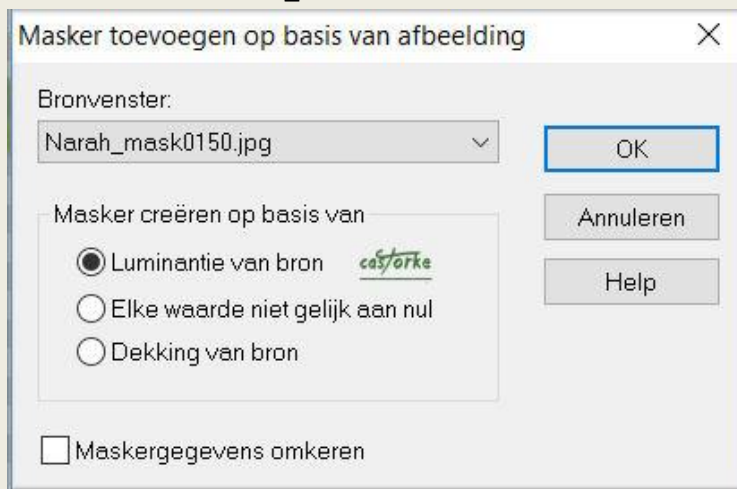 Masker toevoegen op basis van afbeelding
Bronvenster:
Narah_mask0150.jpg
OK
Masker creëren op basis van
Annuleren
Luminantie van bron
castorke
Help
Elke waarde niet gelijk aan nul
Dekking van bron
Maskergegevens omkeren